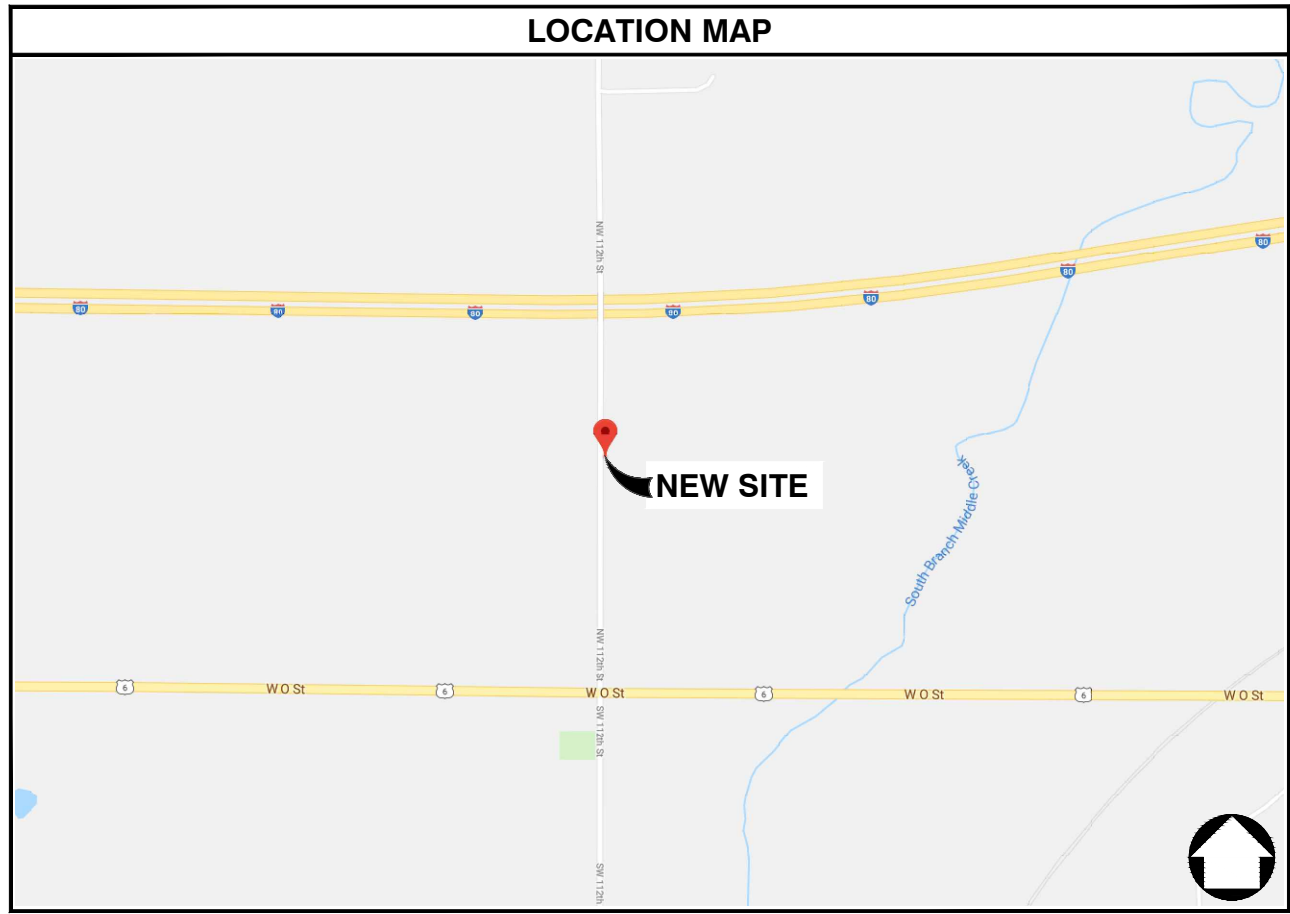 LOCATION MAP
NW 112th St
80
80
80
80
80
80
80
NEW SITE
South Branch Middle Creek
NW 112th St
6
W O St
6
W O St
6
W O St
6
W O St
SW 112th St
SW 112th